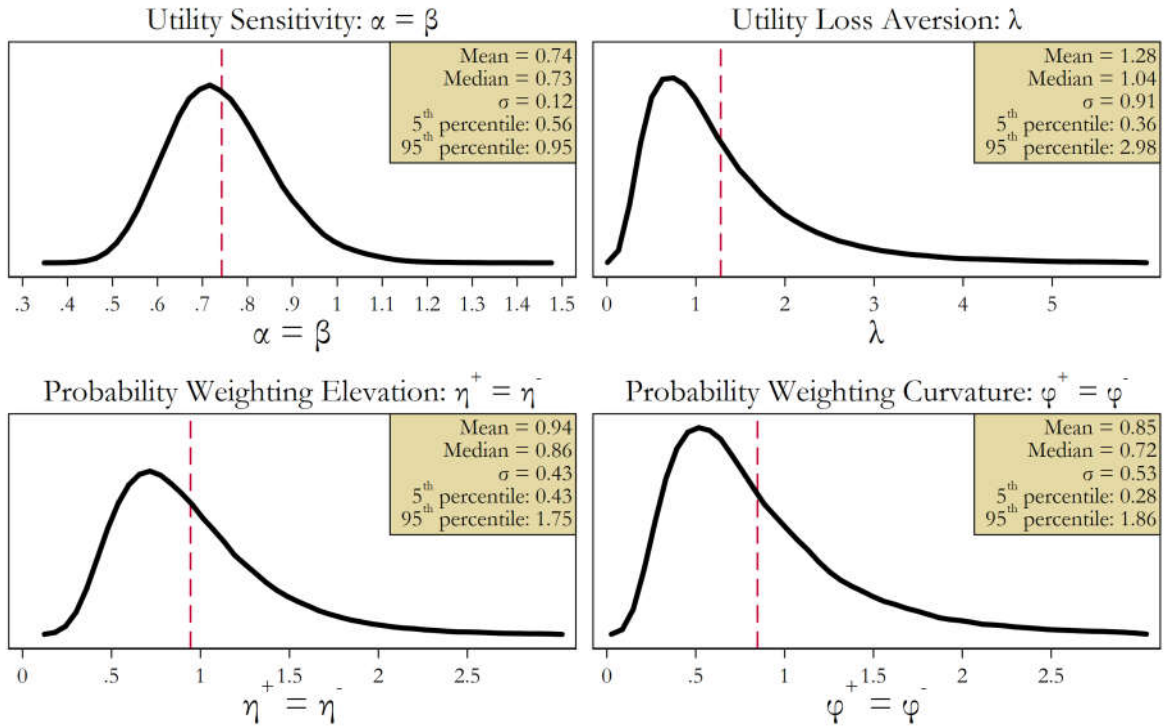 Utility Sensitivity: α = β
Mean = 0.74
Median = 0.73
σ = 0.12
5th percentile: 0.56
95th percentile: 0.95
.3 .4 .5 .6 .7 .8 .9 1 1.1 1.2 1.3 1.4 1.5
α = β
Utility Loss Aversion: λ
Mean = 1.28
Median = 1.04
σ = 0.91
5th percentile: 0.36
95th percentile: 2.98
0 1 2 3 4 5
λ
Probability Weighting Elevation: η+ = η-
Mean = 0.94
Median = 0.86
σ = 0.43
5th percentile: 0.43
95th percentile: 1.75
0 .5 1 1.5 2 2.5
η+ = η-
Probability Weighting Curvature: φ+ = φ-
Mean = 0.85
Median = 0.72
σ = 0.53
5th percentile: 0.28
95th percentile: 1.86
0 .5 1 1.5 2 2.5
φ+ = φ-